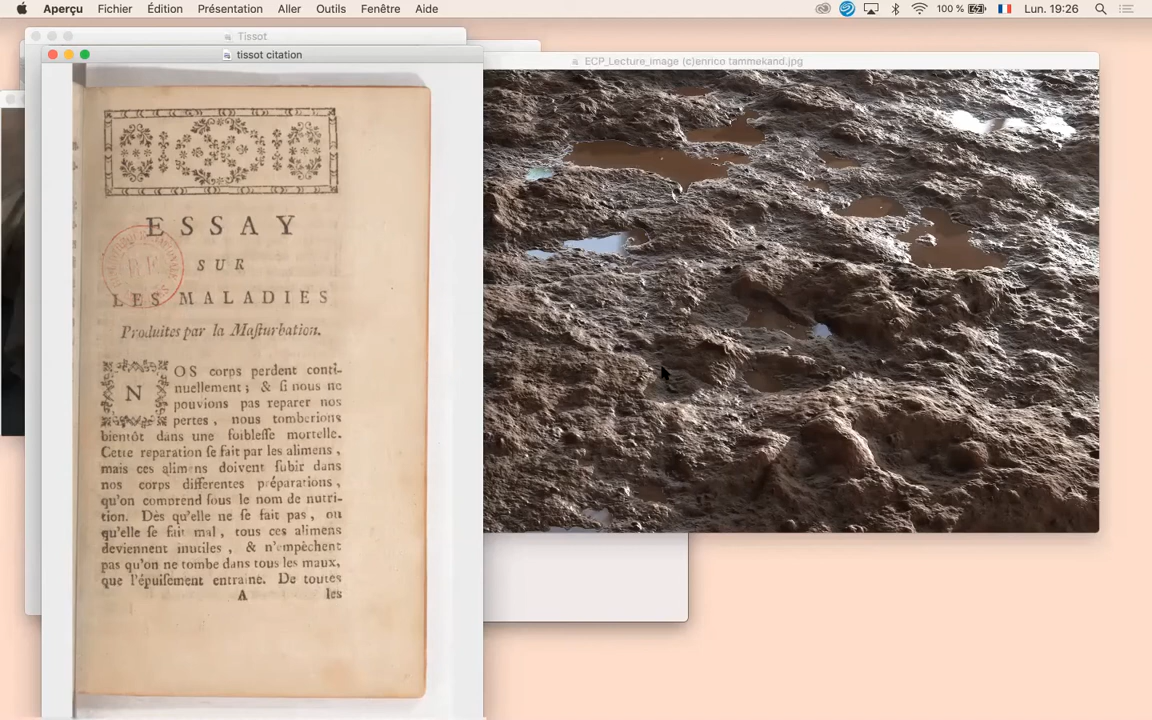 Aperçu Fichier Édition Présentation Aller Outils Fenêtre Aide 100 % Lun. 19:26
Tissot
tissot citation
ECP_Lecture_image (c)enrico tammekand.jpg
ESSAY
SUR
LES MALADIES
Produites par la Maſturbation.
NOS corps perdent conti-
nuellement ; & ſi nous ne
pouvions pas reparer nos
pertes , nous tomberions
bientôt dans une foibleſſe mortelle.
Cette reparation ſe fait par les alimens ,
mais ces alimens doivent ſubir dans
nos corps differentes préparations ,
qu'on comprend ſous le nom de nutri-
tion. Dès qu'elle ne ſe fait pas , ou
qu'elle ſe fait mal , tous ces alimens
deviennent inutiles , & n'empèchent
pas qu'on ne tombe dans tous les maux,
que l'épuiſement entraine. De toutes
A les